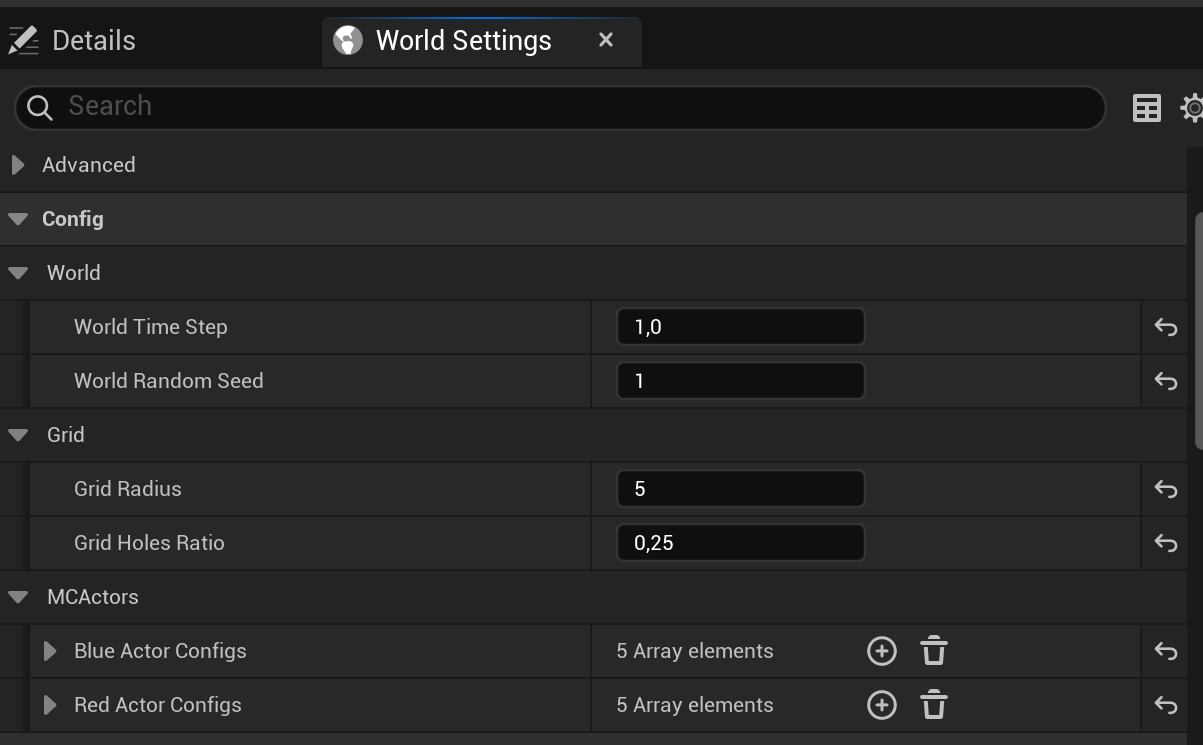 Details
World Settings
Search
Advanced
Config
World
World Time Step 1,0
World Random Seed 1
Grid
Grid Radius 5
Grid Holes Ratio 0,25
MCActors
Blue Actor Configs 5 Array elements
Red Actor Configs 5 Array elements